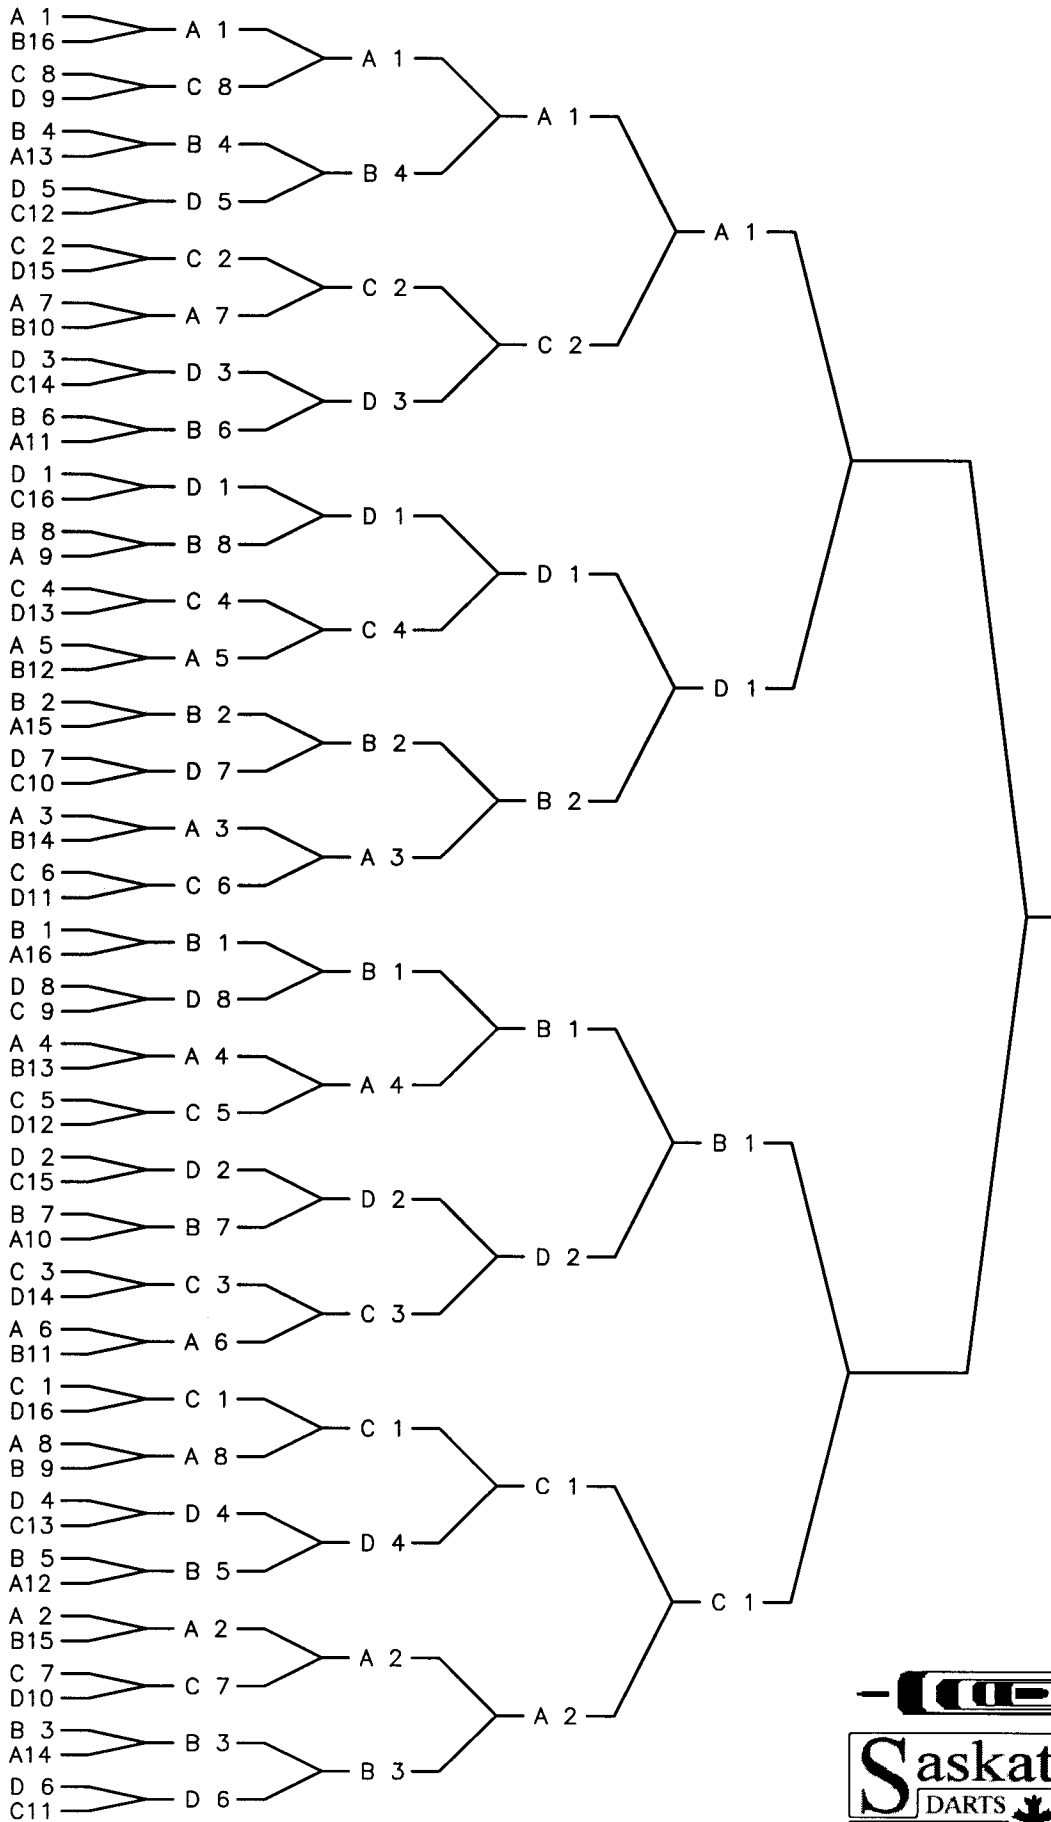 A 1
B16
C 8
D 9
B 4
A13
D 5
C12
C 2
D15
A 7
B10
D 3
C14
B 6
A11
D 1
C16
B 8
A 9
C 4
D13
A 5
B12
B 2
A15
D 7
C10
A 3
B14
C 6
D11
B 1
A16
D 8
C 9
A 4
B13
C 5
D12
D 2
C15
B 7
A10
C 3
D14
A 6
B11
C 1
D16
A 8
B 9
D 4
C13
B 5
A12
A 2
B15
C 7
D10
B 3
A14
D 6
C11
A 1
C 8
B 4
D 5
C 2
A 7
D 3
B 6
D 1
B 8
C 4
A 5
B 2
D 7
A 3
C 6
B 1
D 8
A 4
C 5
D 2
B 7
C 3
A 6
C 1
A 8
D 4
B 5
A 2
C 7
B 3
D 6
A 1
B 4
C 2
D 3
D 1
C 4
B 2
A 3
B 1
A 4
D 2
C 3
C 1
D 4
A 2
B 3
A 1
C 2
D 1
B 2
B 1
D 2
C 1
A 2
A 1
D 1
B 1
C 1
Saskat
DARTS